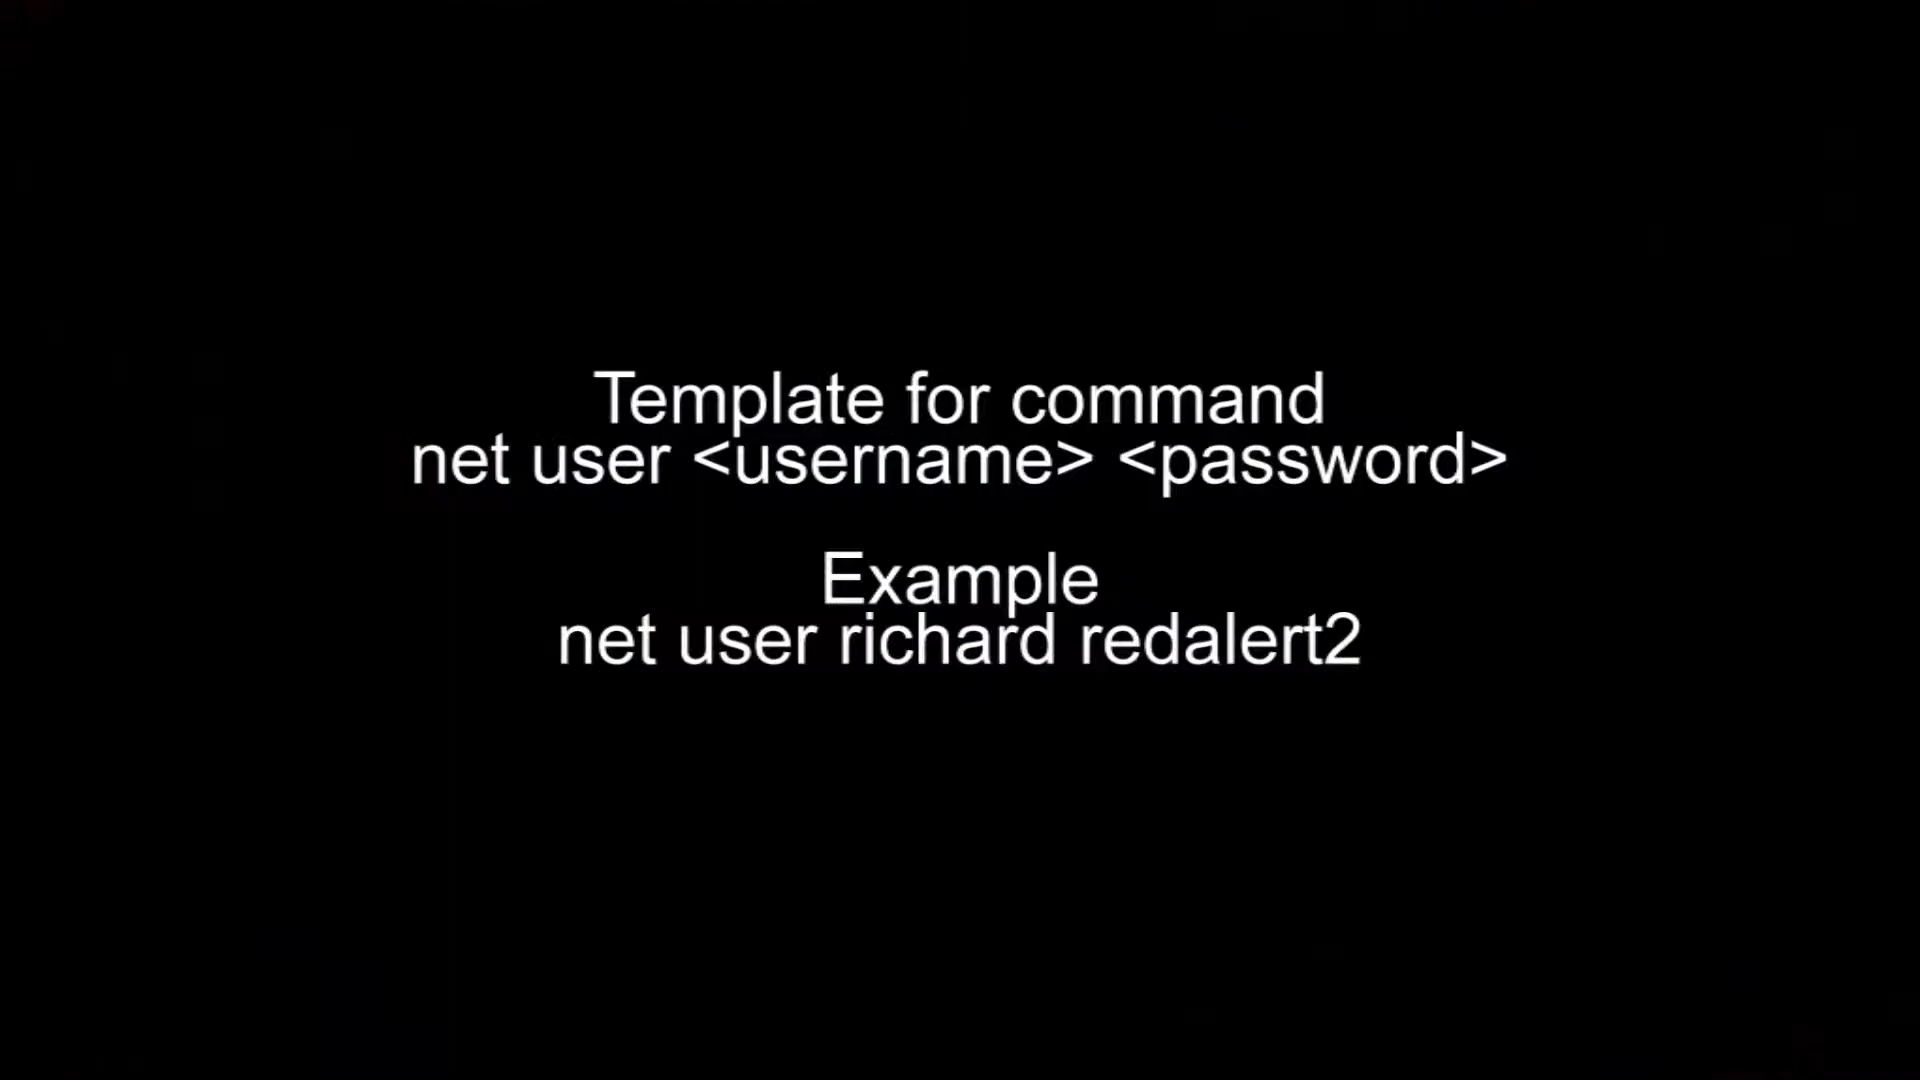 Template for command
net user <username> <password>
Example
net user richard redalert2